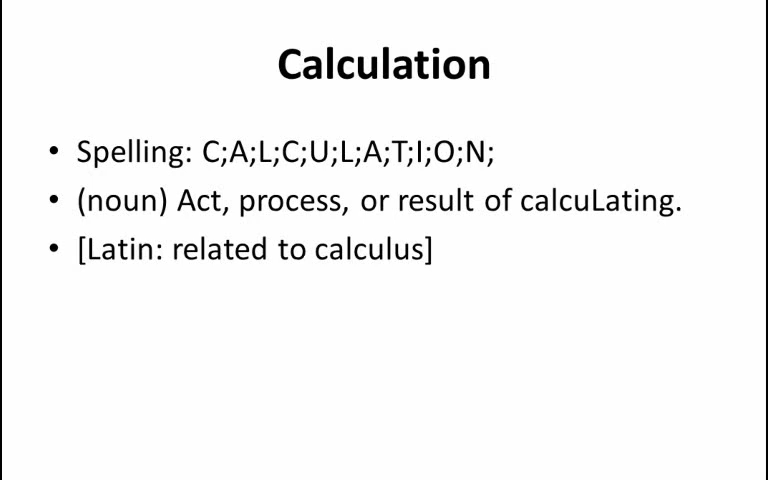 Calculation
• Spelling: C;A;L;C;U;L;A;T;I;O;N;
• (noun) Act, process, or result of calcuLating.
• [Latin: related to calculus]